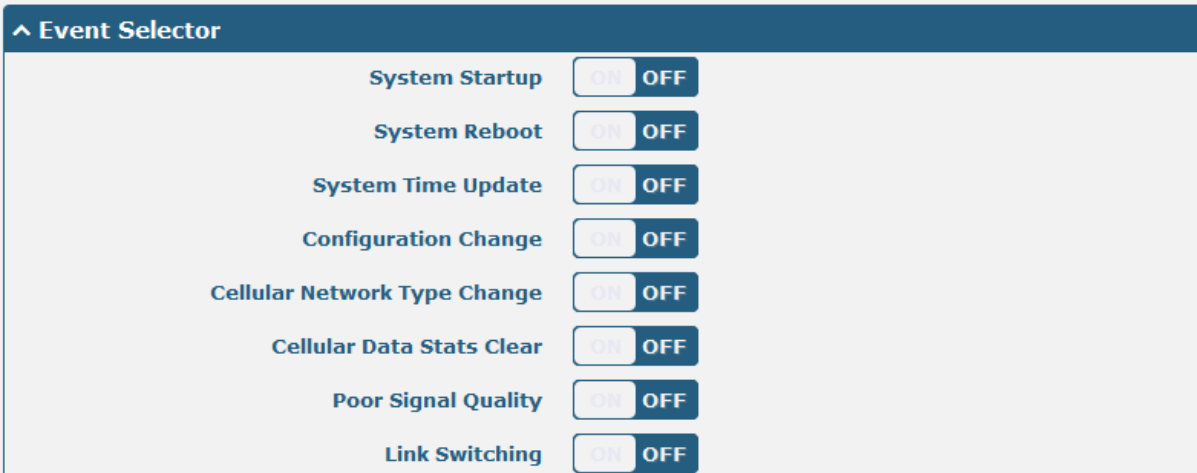 Event Selector
System Startup ON OFF
System Reboot ON OFF
System Time Update ON OFF
Configuration Change ON OFF
Cellular Network Type Change ON OFF
Cellular Data Stats Clear ON OFF
Poor Signal Quality ON OFF
Link Switching ON OFF